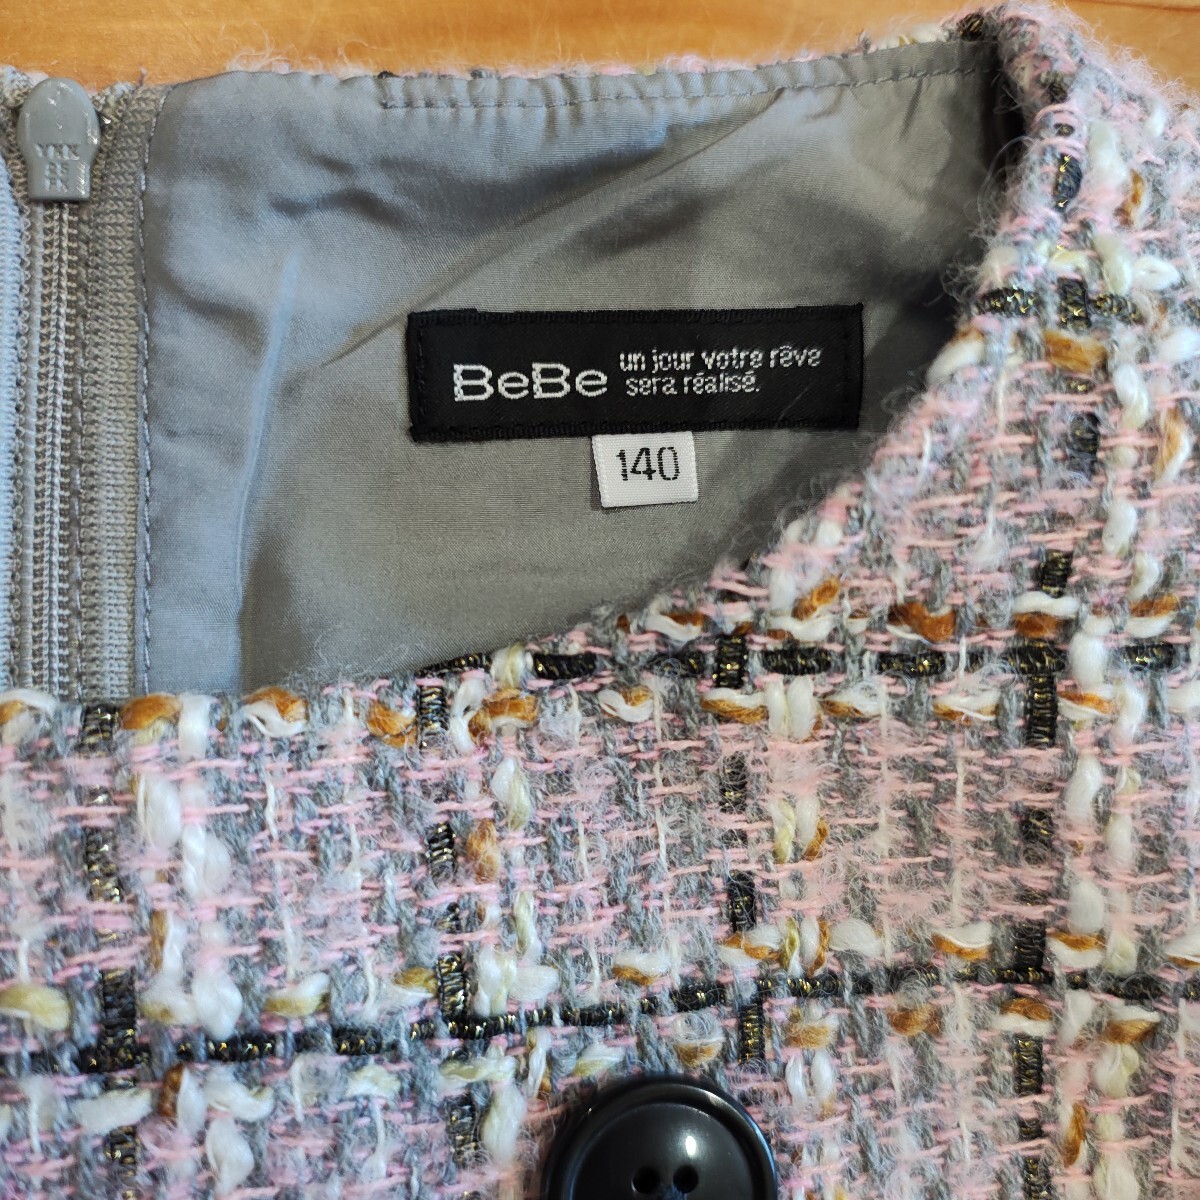 BeBe
un jour votre rêve
sera réalisé.
140